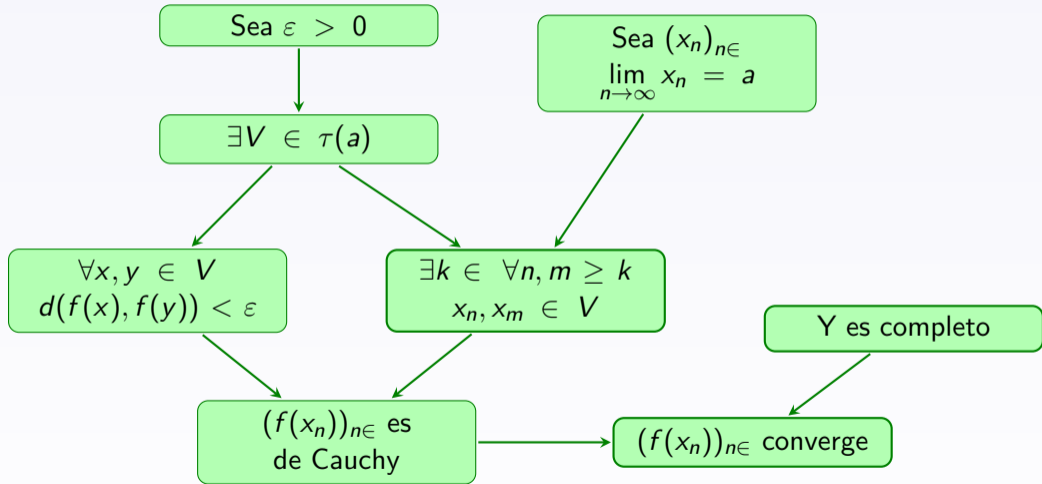 Sea ε > 0
Sea (xₙ)ₙ∈
lim xₙ = a
n→∞
∃V ∈ τ(a)
∀x, y ∈ V
d(f(x), f(y)) < ε
∃k ∈ ∀n, m ≥ k
xₙ, xₘ ∈ V
Y es completo
(f(xₙ))ₙ∈ es
de Cauchy
(f(xₙ))ₙ∈ converge